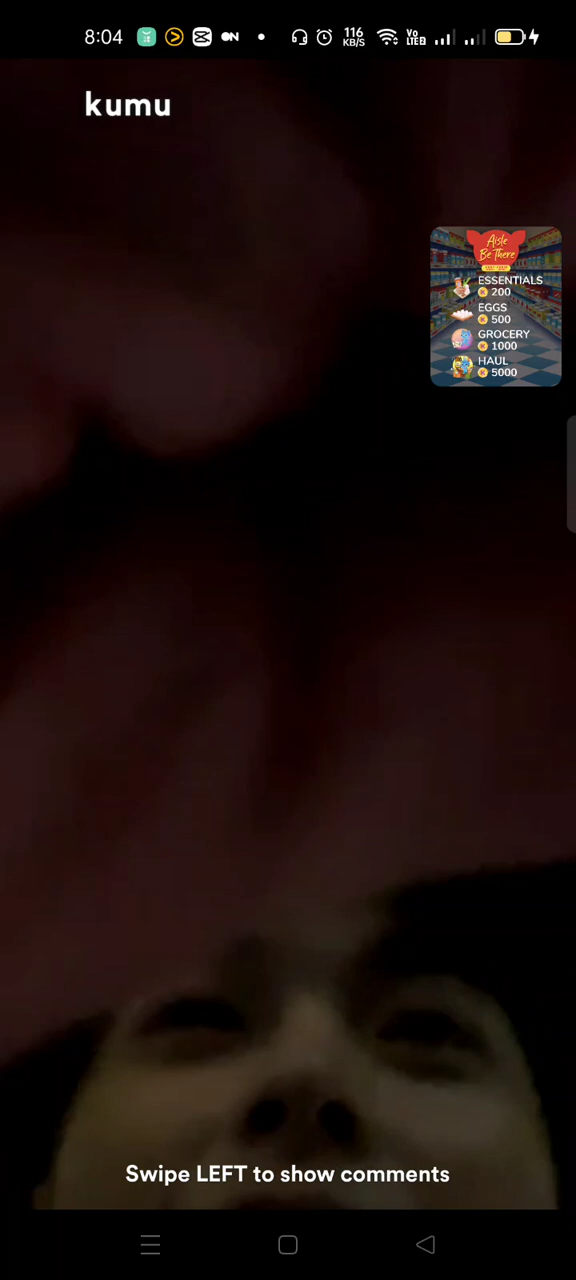 8:04
116
KB/S
Vo
LTE2
kumu
Aisle
Be There
ESSENTIALS
200
EGGS
500
GROCERY
1000
HAUL
5000
Swipe LEFT to show comments